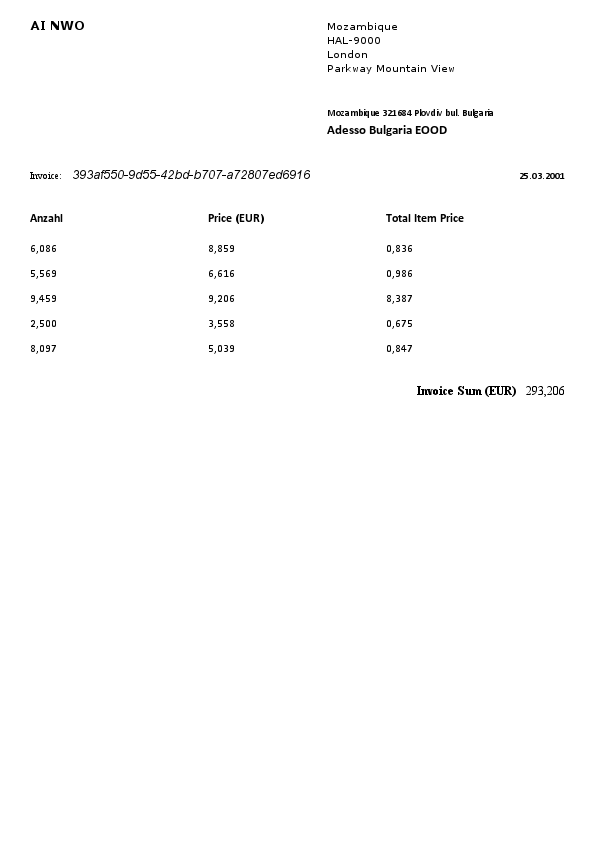 AI NWO
Mozambique
HAL-9000
London
Parkway Mountain View
Mozambique 321684 Plovdiv bul. Bulgaria
Adesso Bulgaria EOOD
Invoice: 393af550-9d55-42bd-b707-a72807ed6916 25.03.2001
Anzahl Price (EUR) Total Item Price
6,086 8,859 0,836
5,569 6,616 0,986
9,459 9,206 8,387
2,500 3,558 0,675
8,097 5,039 0,847
Invoice Sum (EUR) 293,206